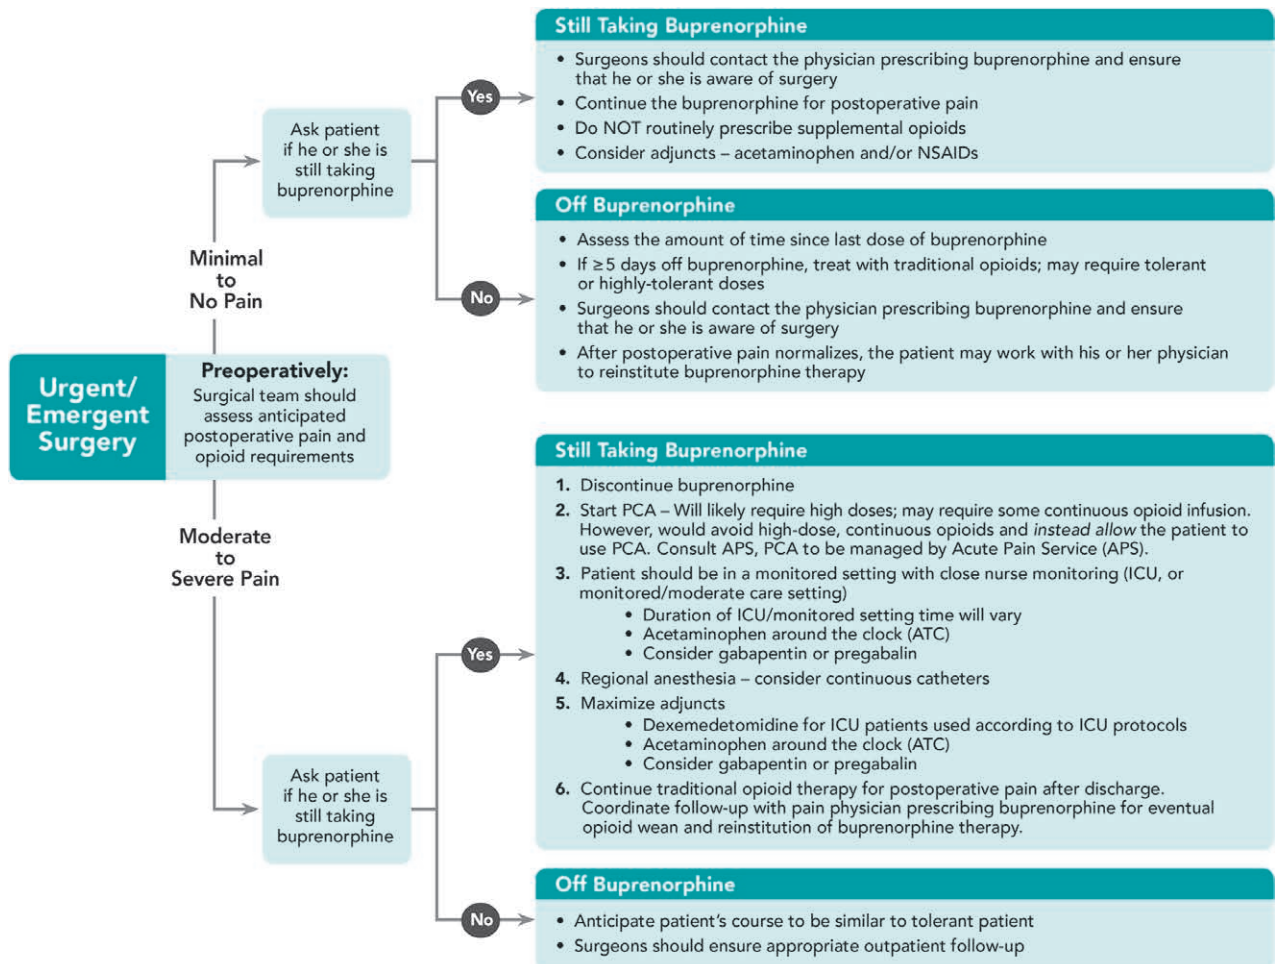 Urgent/
Emergent
Surgery
Preoperatively:
Surgical team should
assess anticipated
postoperative pain and
opioid requirements
Minimal
to
No Pain
Ask patient
if he or she is
still taking
buprenorphine
Yes
Still Taking Buprenorphine
• Surgeons should contact the physician prescribing buprenorphine and ensure
that he or she is aware of surgery
• Continue the buprenorphine for postoperative pain
• Do NOT routinely prescribe supplemental opioids
• Consider adjuncts – acetaminophen and/or NSAIDs
No
Off Buprenorphine
• Assess the amount of time since last dose of buprenorphine
• If ≥5 days off buprenorphine, treat with traditional opioids; may require tolerant
or highly-tolerant doses
• Surgeons should contact the physician prescribing buprenorphine and ensure
that he or she is aware of surgery
• After postoperative pain normalizes, the patient may work with his or her physician
to reinstitute buprenorphine therapy
Moderate
to
Severe Pain
Ask patient
if he or she is
still taking
buprenorphine
Yes
Still Taking Buprenorphine
1. Discontinue buprenorphine
2. Start PCA – Will likely require high doses; may require some continuous opioid infusion.
However, would avoid high-dose, continuous opioids and instead allow the patient to
use PCA. Consult APS, PCA to be managed by Acute Pain Service (APS).
3. Patient should be in a monitored setting with close nurse monitoring (ICU, or
monitored/moderate care setting)
• Duration of ICU/monitored setting time will vary
• Acetaminophen around the clock (ATC)
• Consider gabapentin or pregabalin
4. Regional anesthesia – consider continuous catheters
5. Maximize adjuncts
• Dexemedetomidine for ICU patients used according to ICU protocols
• Acetaminophen around the clock (ATC)
• Consider gabapentin or pregabalin
6. Continue traditional opioid therapy for postoperative pain after discharge.
Coordinate follow-up with pain physician prescribing buprenorphine for eventual
opioid wean and reinstitution of buprenorphine therapy.
No
Off Buprenorphine
• Anticipate patient's course to be similar to tolerant patient
• Surgeons should ensure appropriate outpatient follow-up